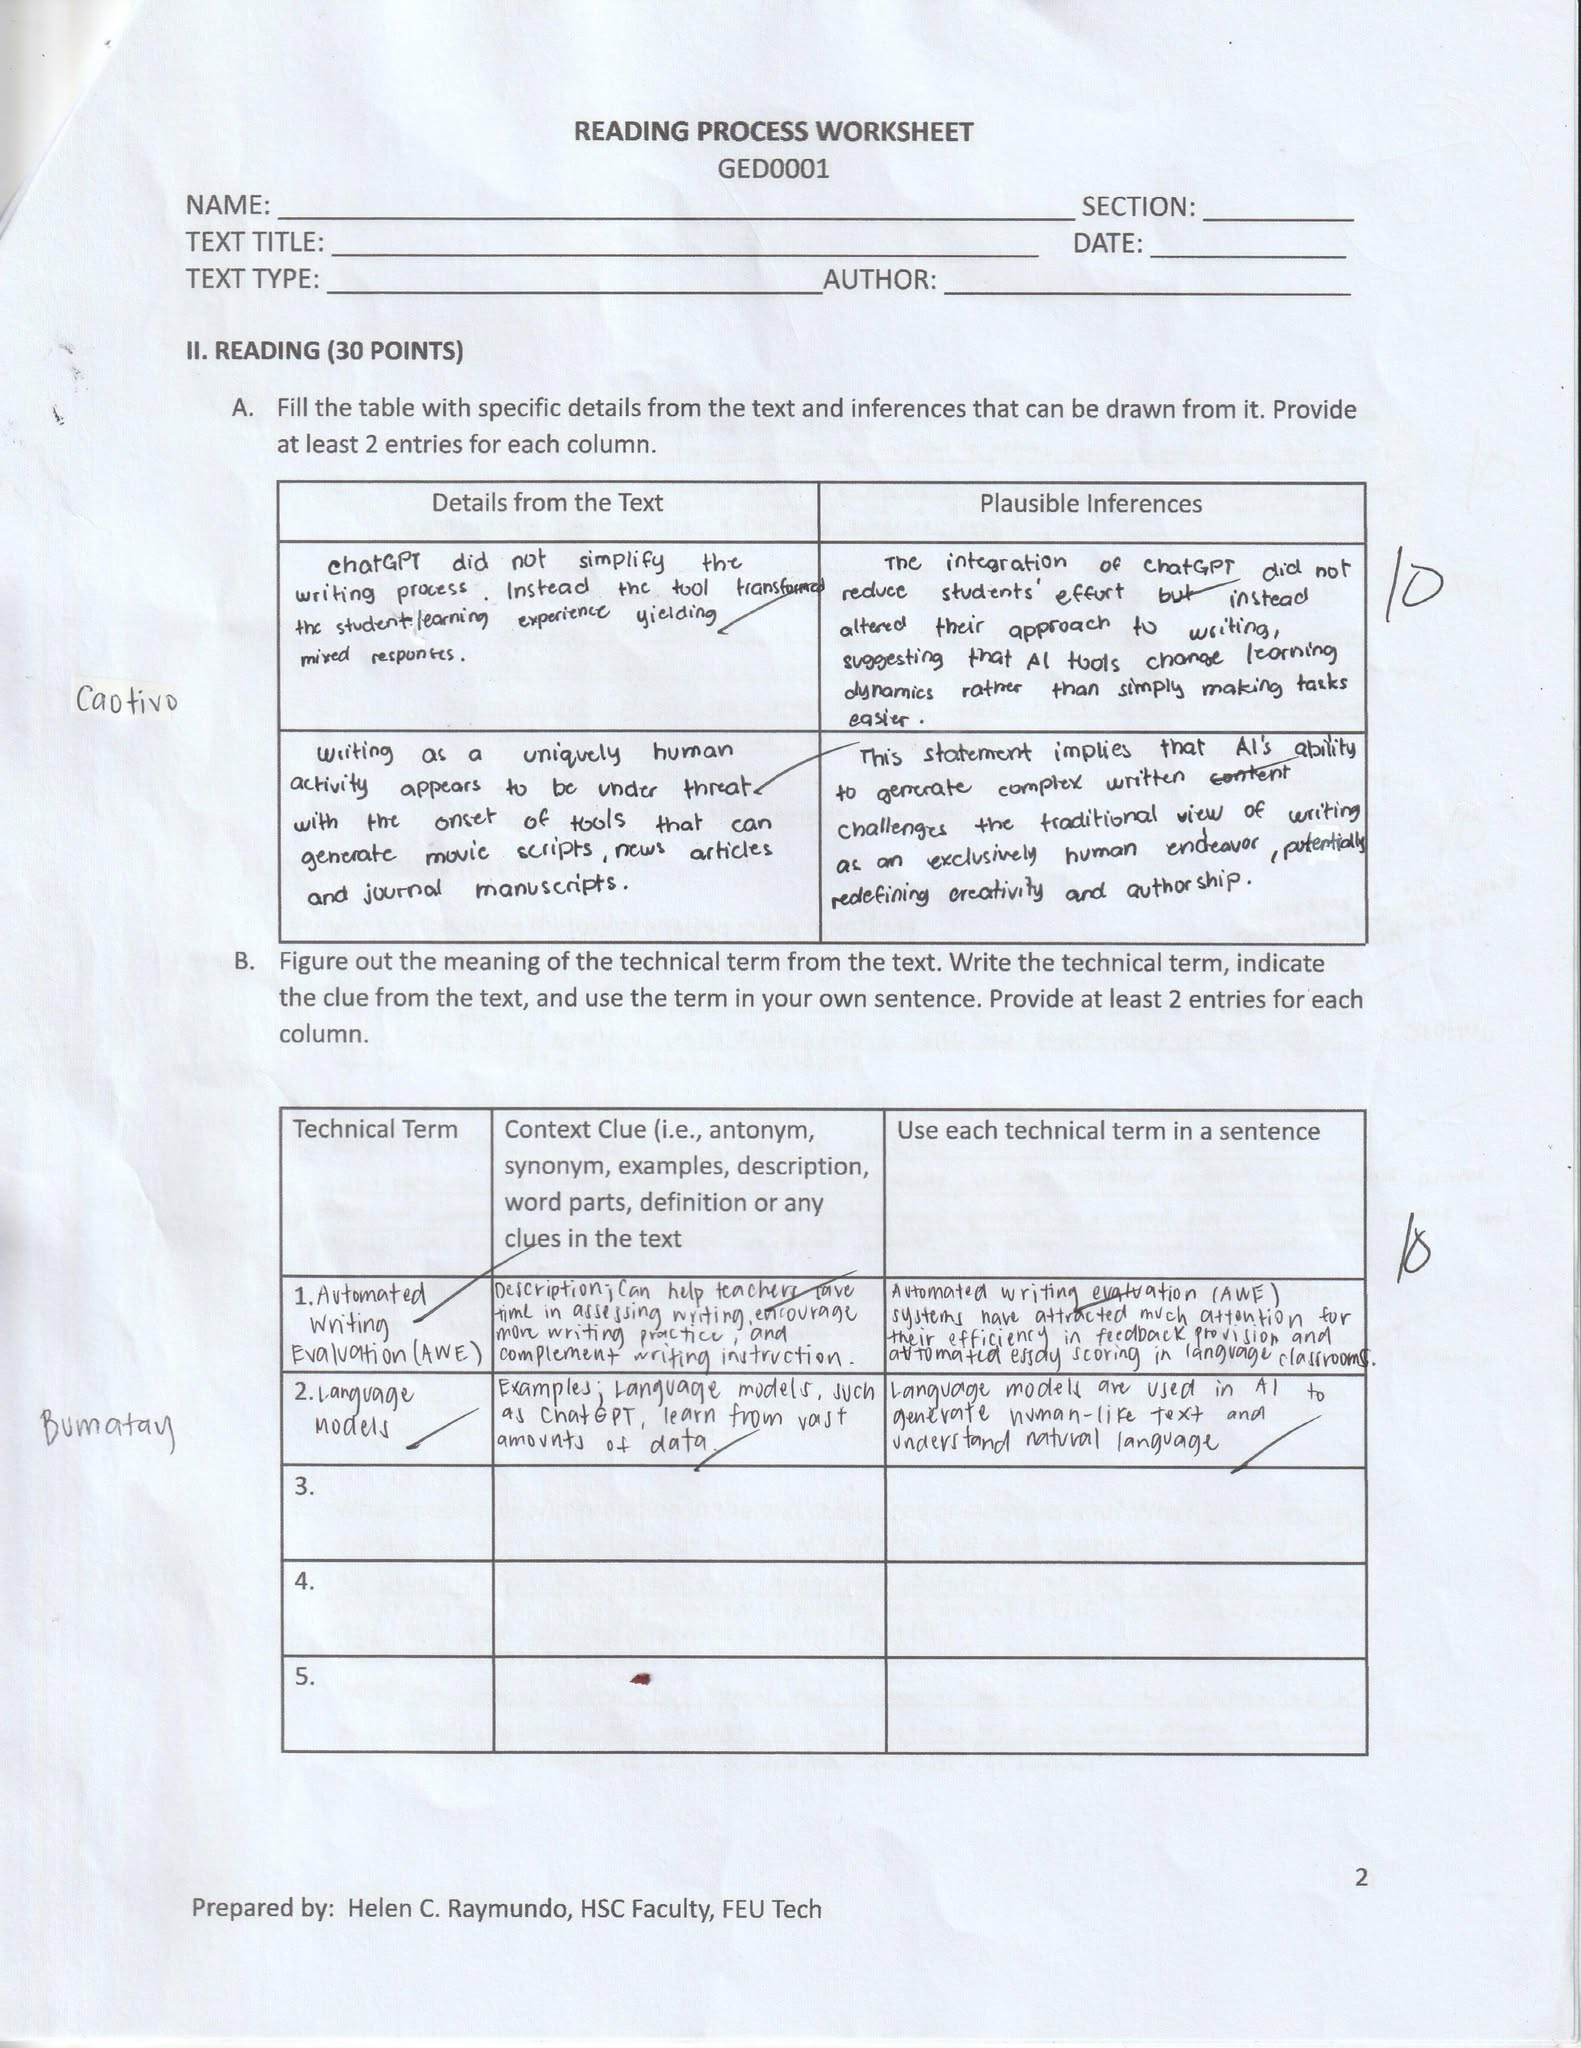 READING PROCESS WORKSHEET
GED0001
NAME: SECTION:
TEXT TITLE: DATE:
TEXT TYPE: AUTHOR:
II. READING (30 POINTS)
A. Fill the table with specific details from the text and inferences that can be drawn from it. Provide
at least 2 entries for each column.
Details from the Text
Plausible Inferences
chatGPT did not simplify the
writing process. Instead the tool transformed
the student learning experience yielding
mixed responses.
The integration of chatGPT did not
reduce students' effort but instead
altered their approach to writing,
suggesting that AI tools change learning
dynamics rather than simply making tasks
easier.
10
Caotivo
Writing as a uniquely human
activity appears to be under threat
with the onset of tools that can
generate movie scripts, news articles
and journal manuscripts.
This statement implies that AI's ability
to generate complex written content
challenges the traditional view of writing
as an exclusively human endeavor, potentially
redefining creativity and authorship.
B. Figure out the meaning of the technical term from the text. Write the technical term, indicate
the clue from the text, and use the term in your own sentence. Provide at least 2 entries for each
column.
Technical Term
Context Clue (i.e., antonym,
synonym, examples, description,
word parts, definition or any
clues in the text
Use each technical term in a sentence
1. Automated
Writing
Evaluation (AWE)
Description; Can help teachers save
time in assessing writing, encourage
more writing practice, and
complement writing instruction.
Automated writing evaluation (AWE)
systems have attracted much attention for
their efficiency in feedback provision and
automated essay scoring in language classrooms.
10
2. Language
models
Examples; Language models, such
as ChatGPT, learn from vast
amounts of data.
Language models are used in AI to
generate human-like text and
understand natural language
Bumatay
3.
4.
5.
2
Prepared by: Helen C. Raymundo, HSC Faculty, FEU Tech